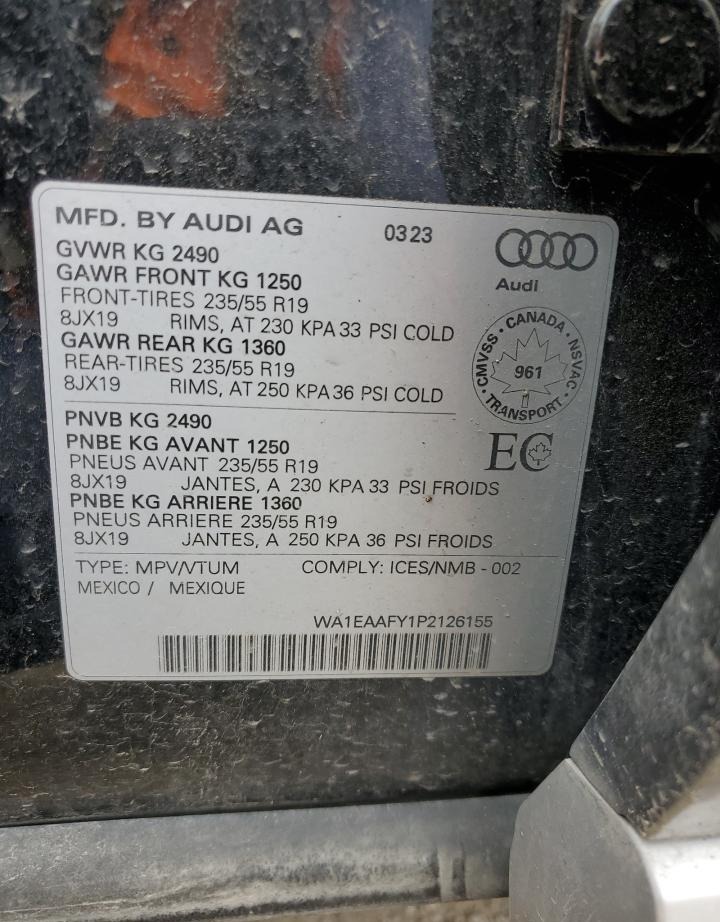 MFD. BY AUDI AG 0323
GVWR KG 2490
GAWR FRONT KG 1250
FRONT-TIRES 235/55 R19
8JX19 RIMS, AT 230 KPA 33 PSI COLD
GAWR REAR KG 1360
REAR-TIRES 235/55 R19
8JX19 RIMS, AT 250 KPA 36 PSI COLD
Audi
CMVSS · CANADA · NSVAC · TRANSPORT ·
961
PNVB KG 2490
PNBE KG AVANT 1250
PNEUS AVANT 235/55 R19
8JX19 JANTES, A 230 KPA 33 PSI FROIDS
PNBE KG ARRIERE 1360
PNEUS ARRIERE 235/55 R19
8JX19 JANTES, A 250 KPA 36 PSI FROIDS
EC
TYPE: MPV/VTUM COMPLY: ICES/NMB - 002
MEXICO / MEXIQUE
WA1EAAFY1P2126155